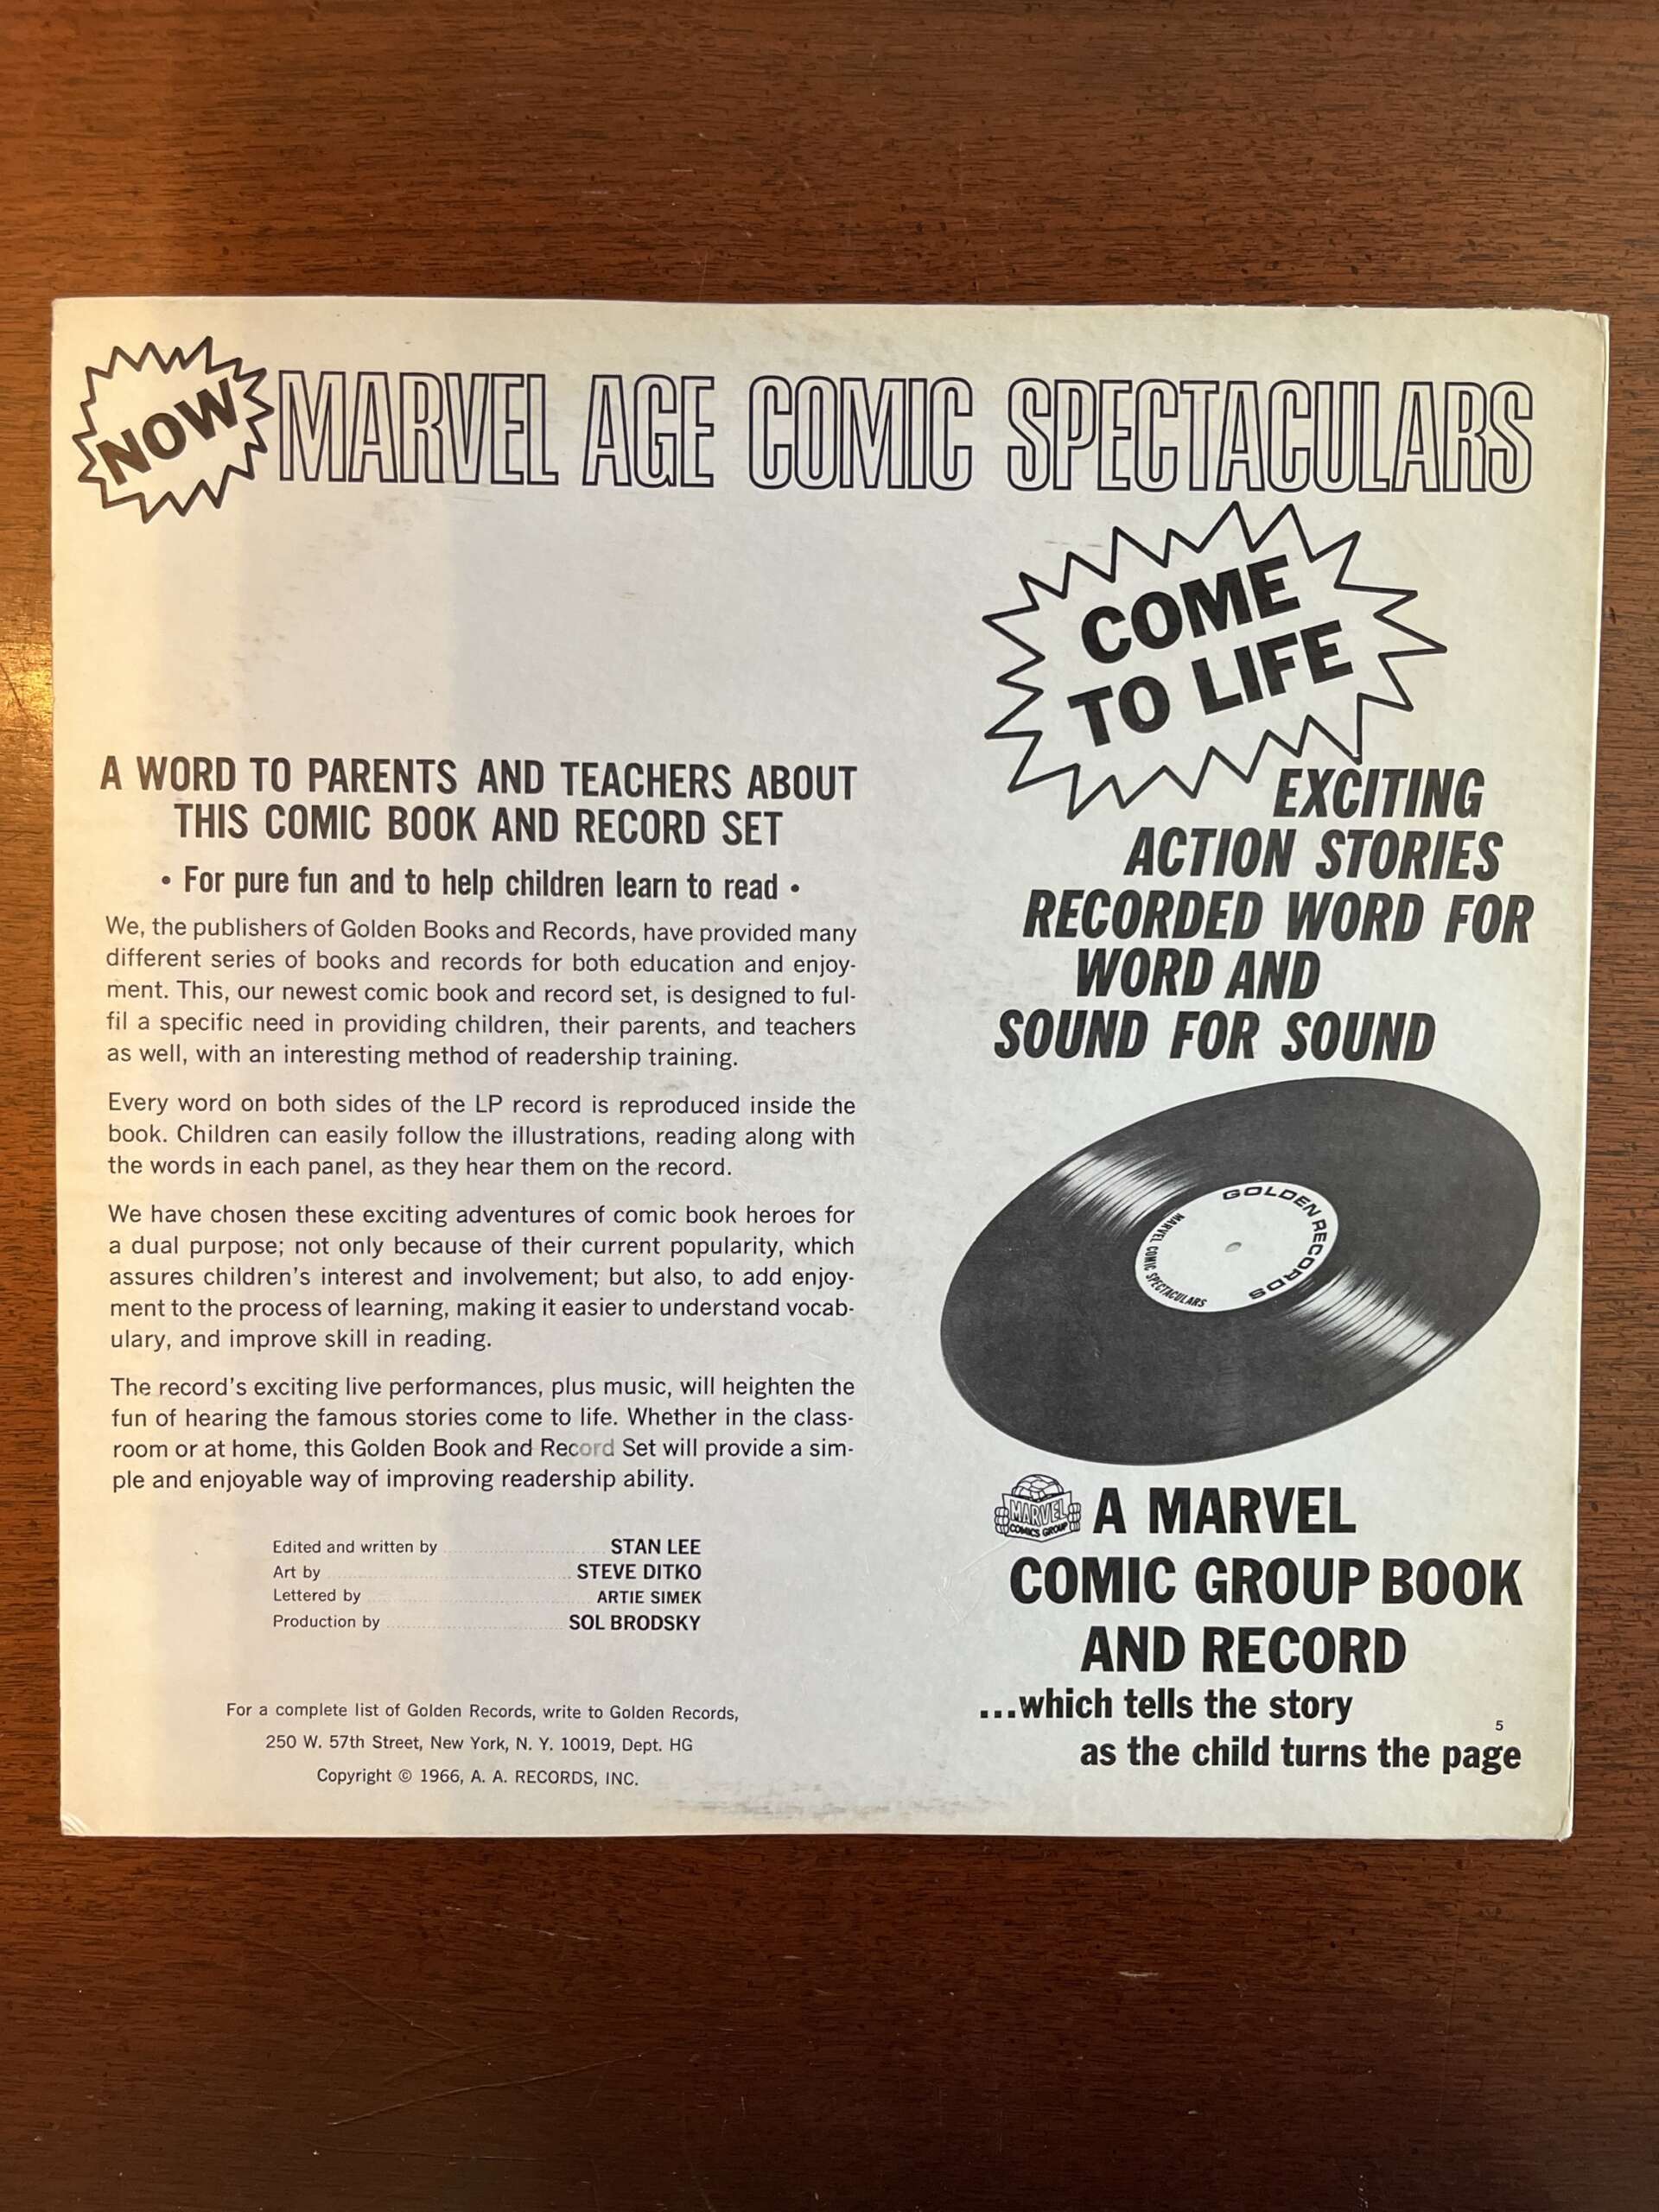 NOW
MARVEL AGE COMIC SPECTACULARS
COME
TO LIFE
EXCITING
ACTION STORIES
RECORDED WORD FOR
WORD AND
SOUND FOR SOUND
A WORD TO PARENTS AND TEACHERS ABOUT
THIS COMIC BOOK AND RECORD SET
• For pure fun and to help children learn to read •
We, the publishers of Golden Books and Records, have provided many
different series of books and records for both education and enjoy-
ment. This, our newest comic book and record set, is designed to ful-
fil a specific need in providing children, their parents, and teachers
as well, with an interesting method of readership training.
Every word on both sides of the LP record is reproduced inside the
book. Children can easily follow the illustrations, reading along with
the words in each panel, as they hear them on the record.
We have chosen these exciting adventures of comic book heroes for
a dual purpose; not only because of their current popularity, which
assures children's interest and involvement; but also, to add enjoy-
ment to the process of learning, making it easier to understand vocab-
ulary, and improve skill in reading.
The record's exciting live performances, plus music, will heighten the
fun of hearing the famous stories come to life. Whether in the class-
room or at home, this Golden Book and Record Set will provide a sim-
ple and enjoyable way of improving readership ability.
Edited and written by STAN LEE
Art by STEVE DITKO
Lettered by ARTIE SIMEK
Production by SOL BRODSKY
For a complete list of Golden Records, write to Golden Records,
250 W. 57th Street, New York, N. Y. 10019, Dept. HG
Copyright © 1966, A. A. RECORDS, INC.
GOLDEN RECORDS
MARVEL COMIC SPECTACULARS
MARVEL
COMICS GROUP
A MARVEL
COMIC GROUP BOOK
AND RECORD
...which tells the story
5
as the child turns the page